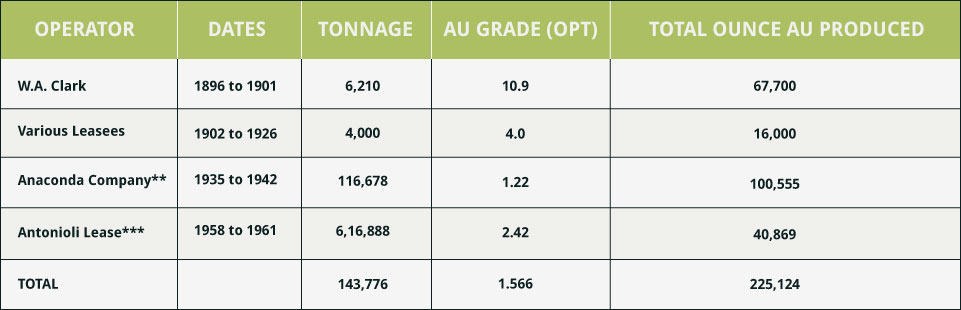 OPERATOR DATES TONNAGE AU GRADE (OPT) TOTAL OUNCE AU PRODUCED
W.A. Clark 1896 to 1901 6,210 10.9 67,700
Various Leasees 1902 to 1926 4,000 4.0 16,000
Anaconda Company** 1935 to 1942 116,678 1.22 100,555
Antonioli Lease*** 1958 to 1961 6,16,888 2.42 40,869
TOTAL 143,776 1.566 225,124